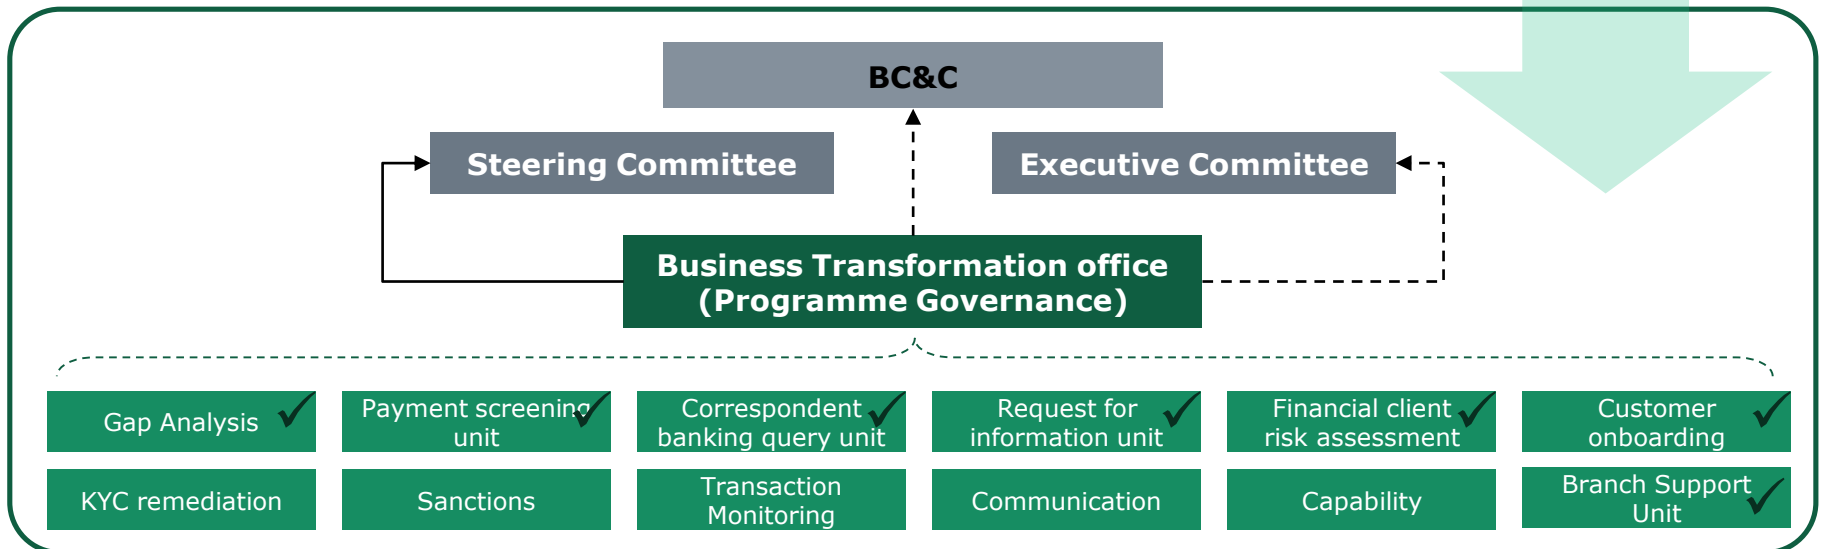 BC&C
Steering Committee
Executive Committee
Business Transformation office
(Programme Governance)
Gap Analysis
Payment screening
unit
Correspondent
banking query unit
Request for
information unit
Financial client
risk assessment
Customer
onboarding
KYC remediation
Sanctions
Transaction
Monitoring
Communication
Capability
Branch Support
Unit